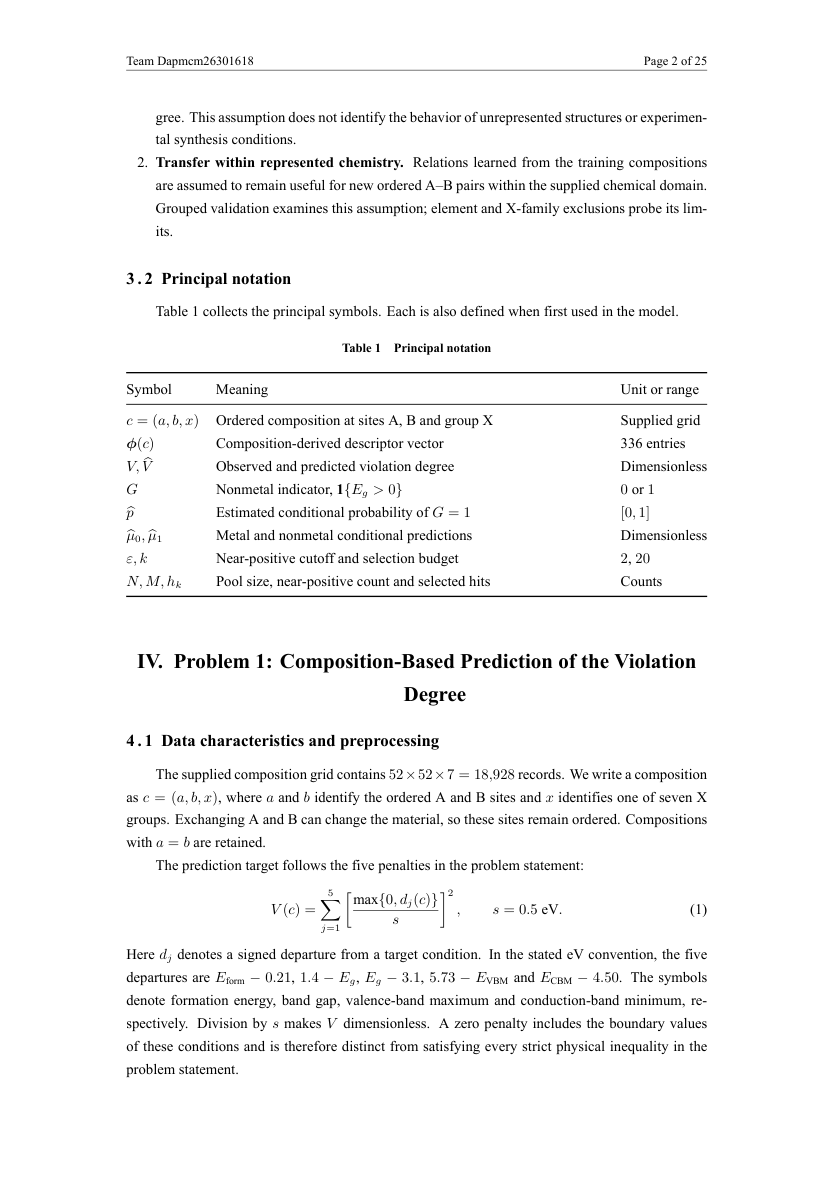 Team Dapmcm26301618 Page 2 of 25
gree. This assumption does not identify the behavior of unrepresented structures or experimen-
tal synthesis conditions.
2. Transfer within represented chemistry. Relations learned from the training compositions
are assumed to remain useful for new ordered A–B pairs within the supplied chemical domain.
Grouped validation examines this assumption; element and X-family exclusions probe its lim-
its.
3.2 Principal notation
Table 1 collects the principal symbols. Each is also defined when first used in the model.
Table 1 Principal notation
Symbol Meaning Unit or range
c = (a, b, x) Ordered composition at sites A, B and group X Supplied grid
ϕ(c) Composition-derived descriptor vector 336 entries
V, V̂ Observed and predicted violation degree Dimensionless
G Nonmetal indicator, 1{E_g > 0} 0 or 1
p̂ Estimated conditional probability of G = 1 [0, 1]
μ̂₀, μ̂₁ Metal and nonmetal conditional predictions Dimensionless
ε, k Near-positive cutoff and selection budget 2, 20
N, M, h_k Pool size, near-positive count and selected hits Counts
IV. Problem 1: Composition-Based Prediction of the Violation
Degree
4.1 Data characteristics and preprocessing
The supplied composition grid contains 52×52×7 = 18,928 records. We write a composition
as c = (a, b, x), where a and b identify the ordered A and B sites and x identifies one of seven X
groups. Exchanging A and B can change the material, so these sites remain ordered. Compositions
with a = b are retained.
The prediction target follows the five penalties in the problem statement:
V(c) = ∑_{j=1}^{5} [max{0, d_j(c)} / s]², s = 0.5 eV. (1)
Here d_j denotes a signed departure from a target condition. In the stated eV convention, the five
departures are E_form − 0.21, 1.4 − E_g, E_g − 3.1, 5.73 − E_VBM and E_CBM − 4.50. The symbols
denote formation energy, band gap, valence-band maximum and conduction-band minimum, re-
spectively. Division by s makes V dimensionless. A zero penalty includes the boundary values
of these conditions and is therefore distinct from satisfying every strict physical inequality in the
problem statement.